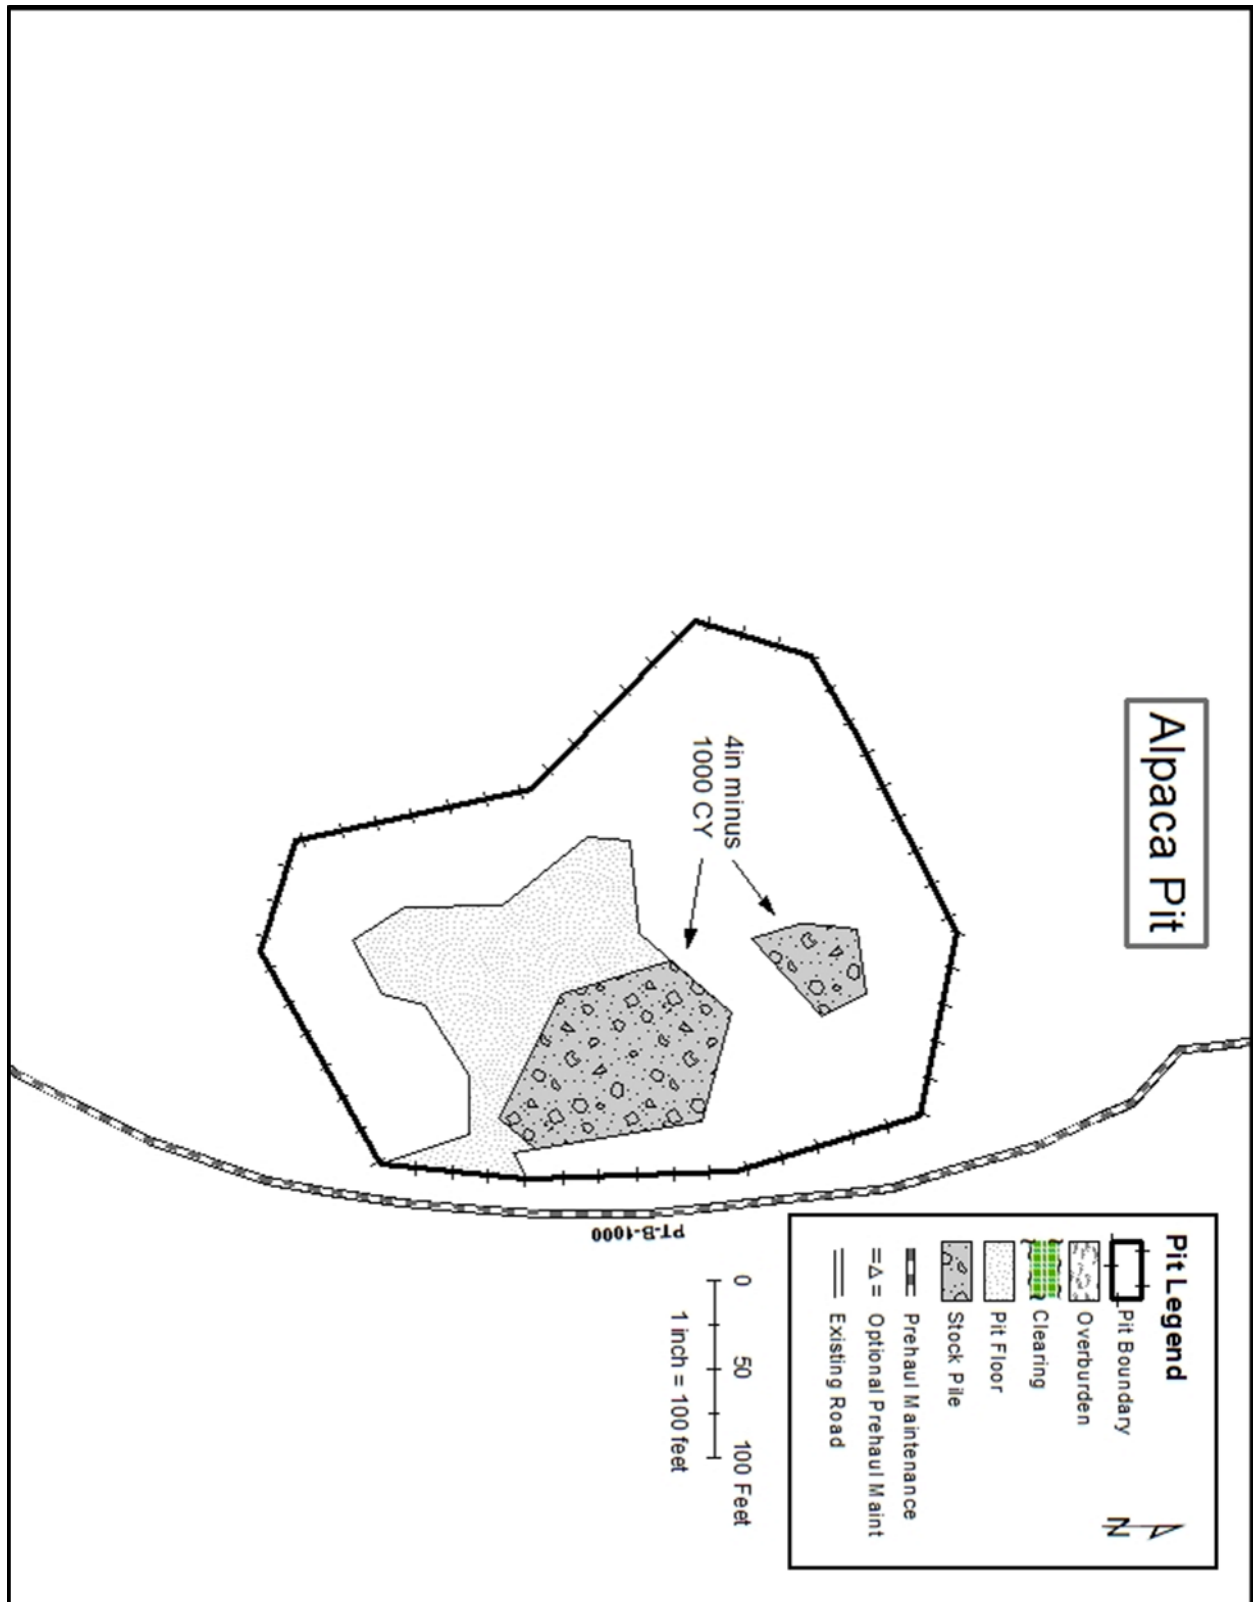 Alpaca Pit
4in minus
1000 CY
PT-B-1000
Pit Legend
Pit Boundary
Overburden
Clearing
Pit Floor
Stock Pile
Prehaul Maintenance
Optional Prehaul Maint
Existing Road
N
0 50 100 Feet
1 inch = 100 feet